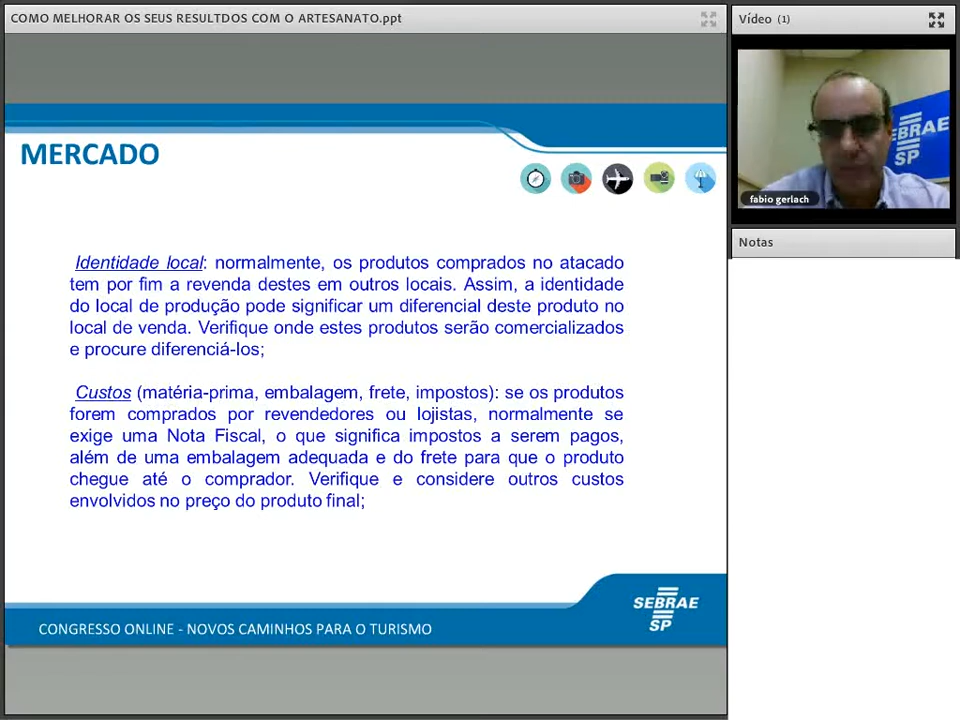 COMO MELHORAR OS SEUS RESULTDOS COM O ARTESANATO.ppt
Vídeo (1)
EBRAE
SP
fabio gerlach
Notas
MERCADO
Identidade local: normalmente, os produtos comprados no atacado
tem por fim a revenda destes em outros locais. Assim, a identidade
do local de produção pode significar um diferencial deste produto no
local de venda. Verifique onde estes produtos serão comercializados
e procure diferenciá-los;
Custos (matéria-prima, embalagem, frete, impostos): se os produtos
forem comprados por revendedores ou lojistas, normalmente se
exige uma Nota Fiscal, o que significa impostos a serem pagos,
além de uma embalagem adequada e do frete para que o produto
chegue até o comprador. Verifique e considere outros custos
envolvidos no preço do produto final;
SEBRAE
SP
CONGRESSO ONLINE - NOVOS CAMINHOS PARA O TURISMO